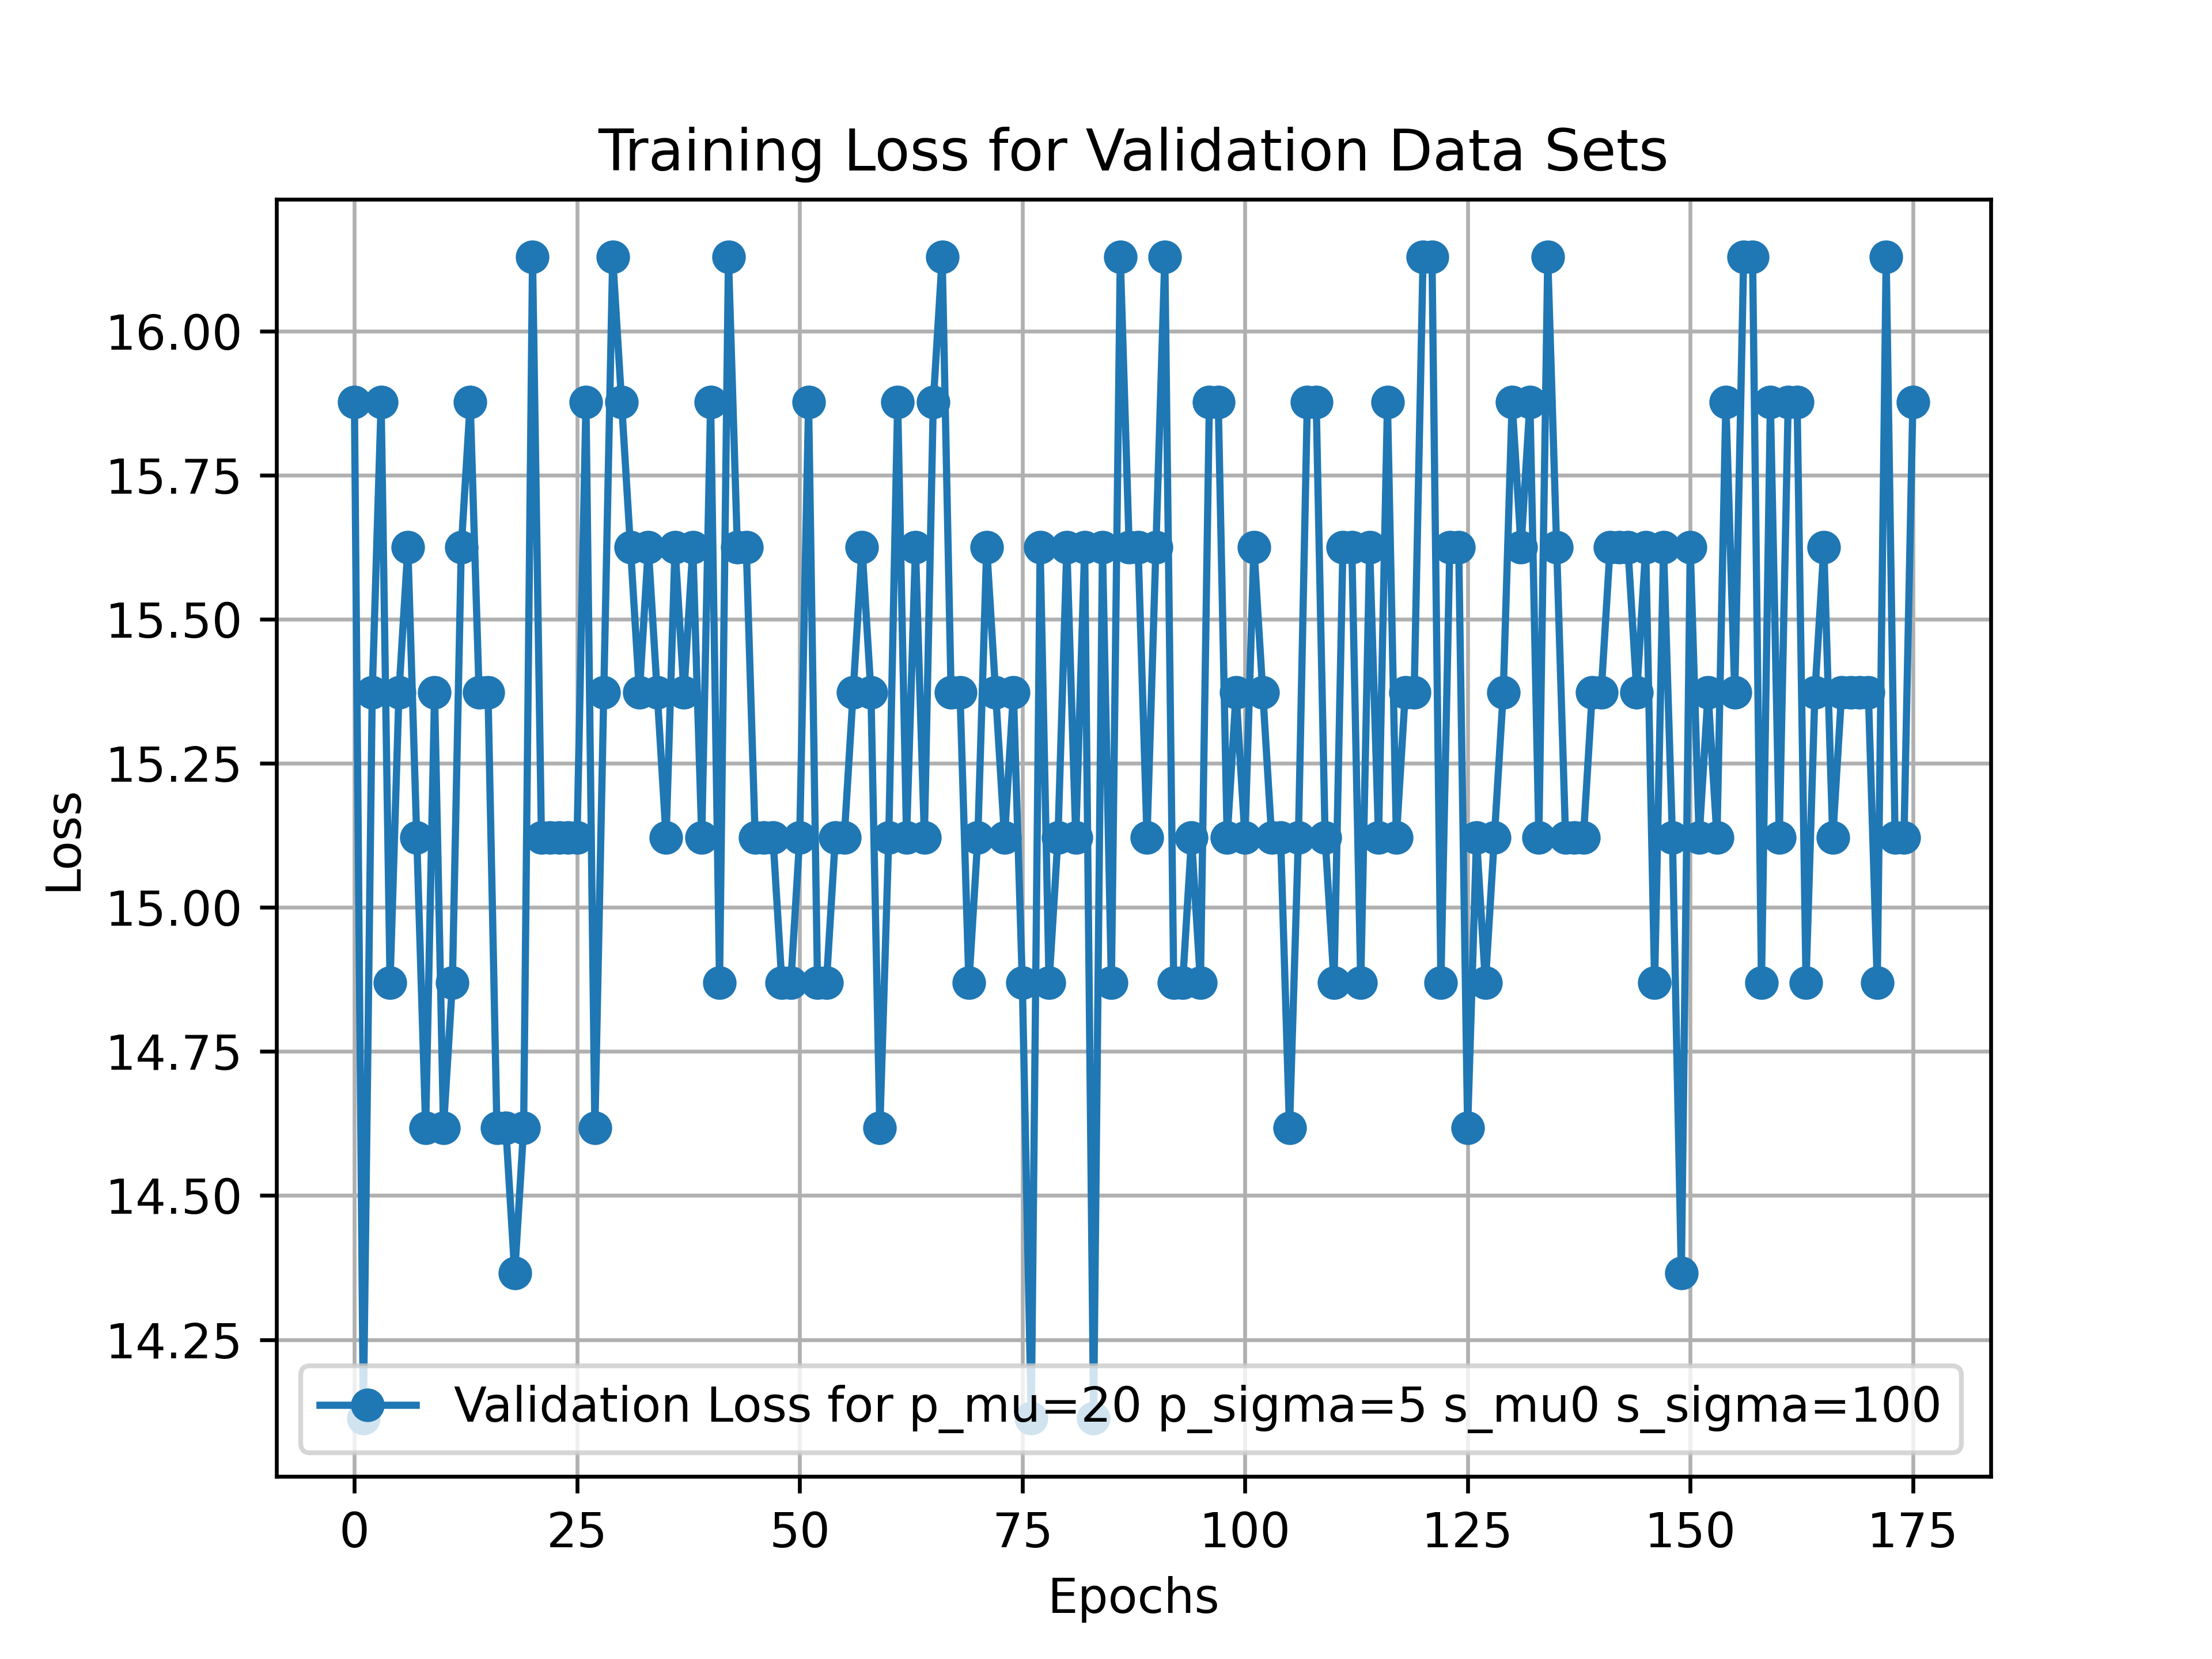 Training Loss for Validation Data Sets
16.00
15.75
15.50
15.25
15.00
14.75
14.50
14.25
Loss
Validation Loss for p_mu=20 p_sigma=5 s_mu0 s_sigma=100
0 25 50 75 100 125 150 175
Epochs